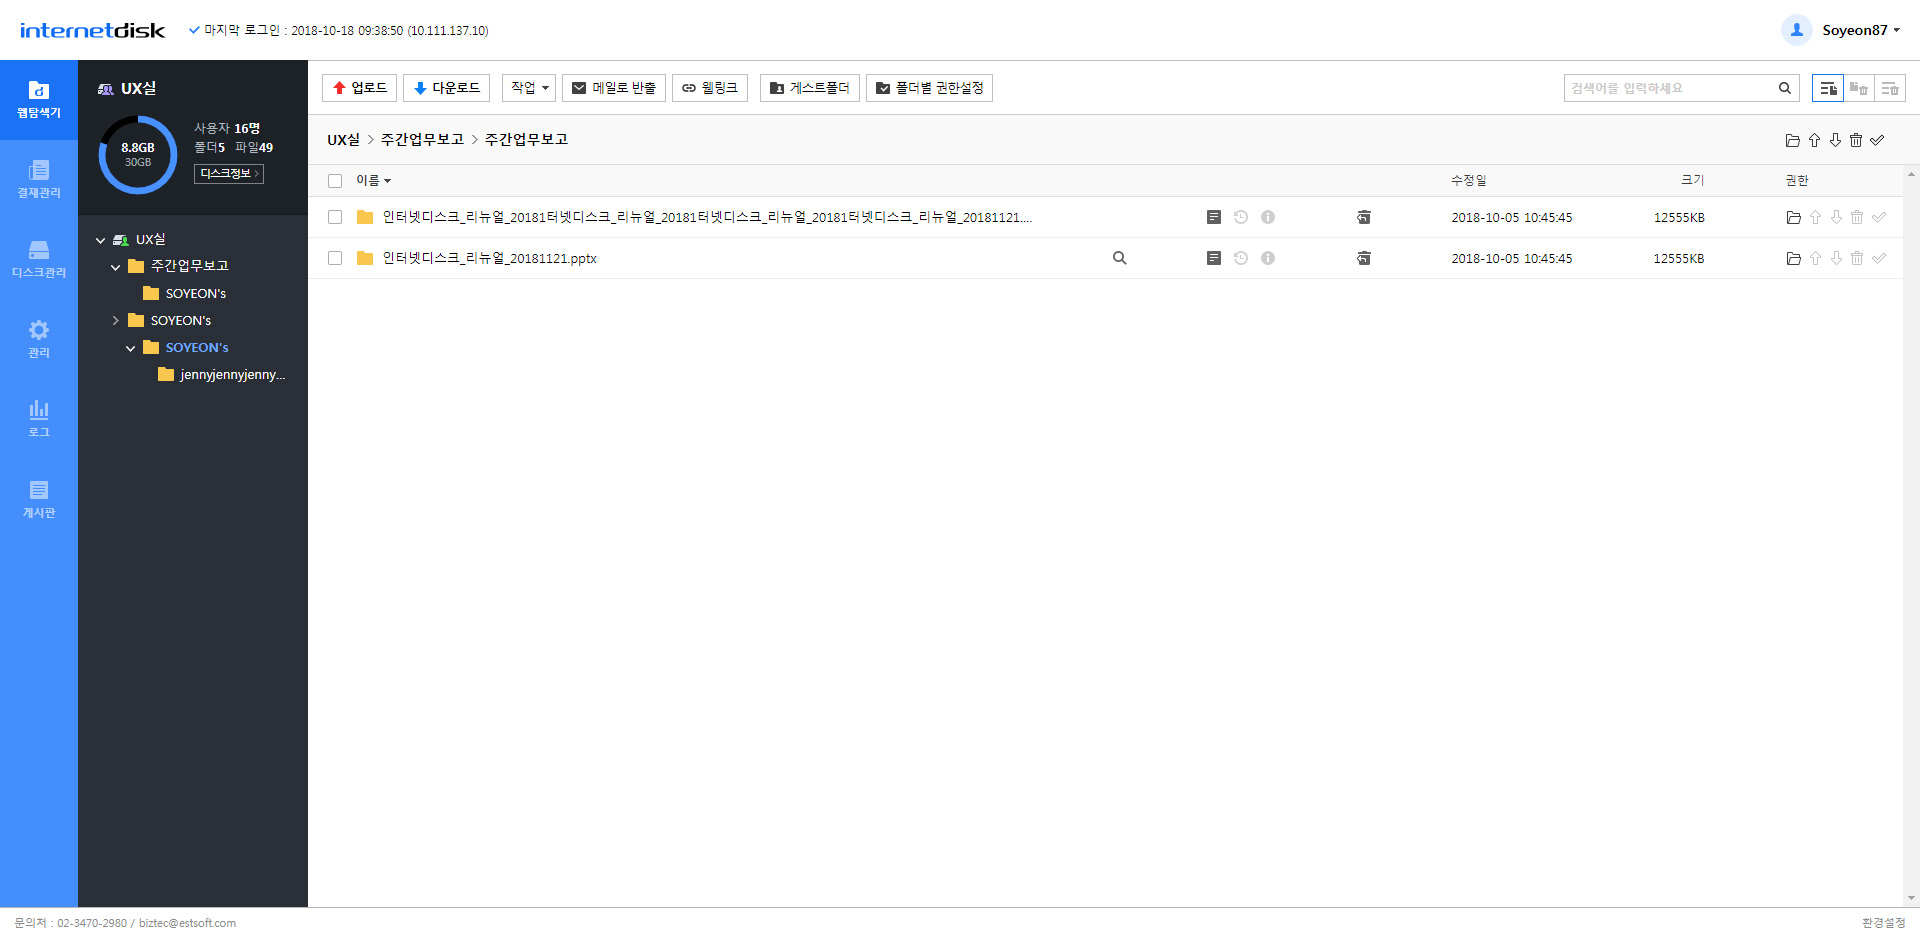 internetdisk
마지막 로그인 : 2018-10-18 09:38:50 (10.111.137.10)
Soyeon87
웹탐색기
결재관리
디스크관리
관리
로그
게시판
UX실
8.8GB
30GB
사용자 16명
폴더5 파일49
디스크정보
UX실
주간업무보고
SOYEON's
SOYEON's
SOYEON's
jennyjennyjenny...
업로드 다운로드 작업 메일로 반출 웹링크 게스트폴더 폴더별 권한설정 검색어를 입력하세요
UX실 > 주간업무보고 > 주간업무보고
이름 수정일 크기 권한
인터넷디스크_리뉴얼_20181터넷디스크_리뉴얼_20181터넷디스크_리뉴얼_20181터넷디스크_리뉴얼_20181121.... 2018-10-05 10:45:45 12555KB
인터넷디스크_리뉴얼_20181121.pptx 2018-10-05 10:45:45 12555KB
문의처 : 02-3470-2980 / biztec@estsoft.com
환경설정